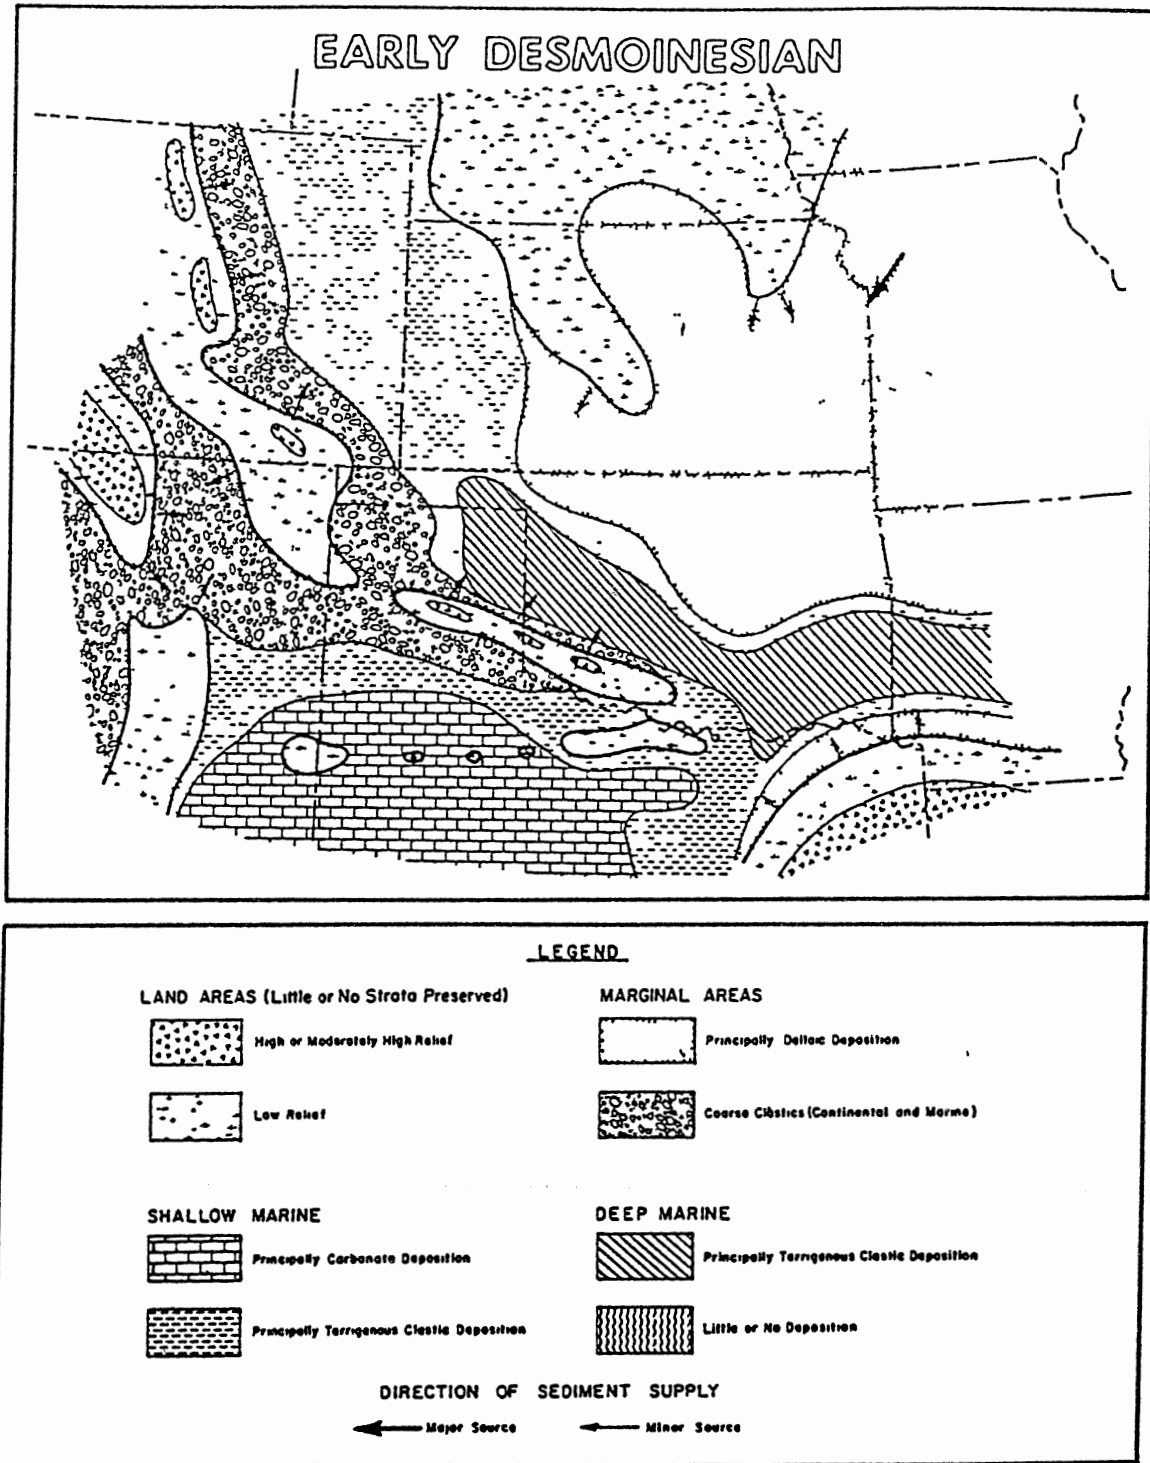 EARLY DESMOINESIAN
LEGEND
LAND AREAS (Little or No Strata Preserved)
High or Moderately High Relief
Low Relief
MARGINAL AREAS
Principally Deltaic Deposition
Coarse Clastics (Continental and Marine)
SHALLOW MARINE
Principally Carbonate Deposition
Principally Terrigenous Clastic Deposition
DEEP MARINE
Principally Terrigenous Clastic Deposition
Little or No Deposition
DIRECTION OF SEDIMENT SUPPLY
Major Source
Minor Source